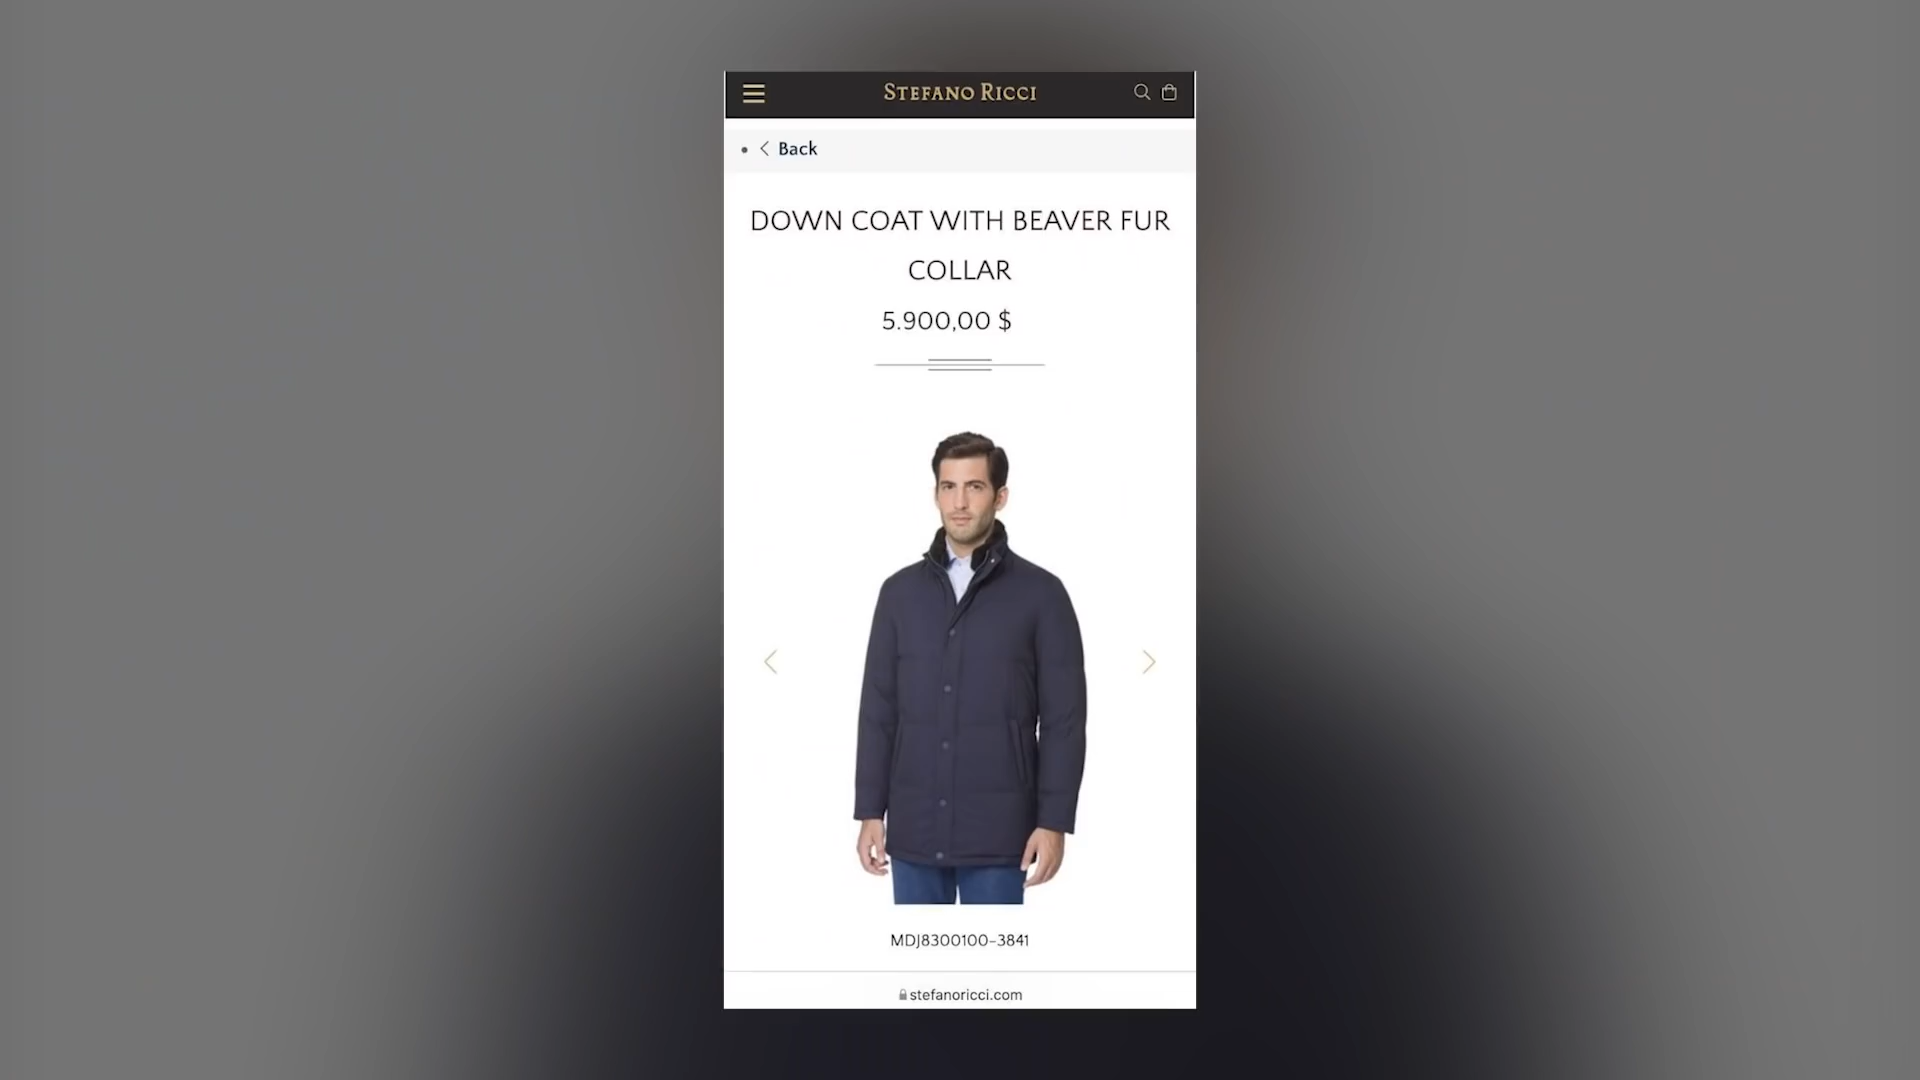 STEFANO RICCI
< Back
DOWN COAT WITH BEAVER FUR
COLLAR
5.900,00 $
MDJ8300100-3841
stefanoricci.com